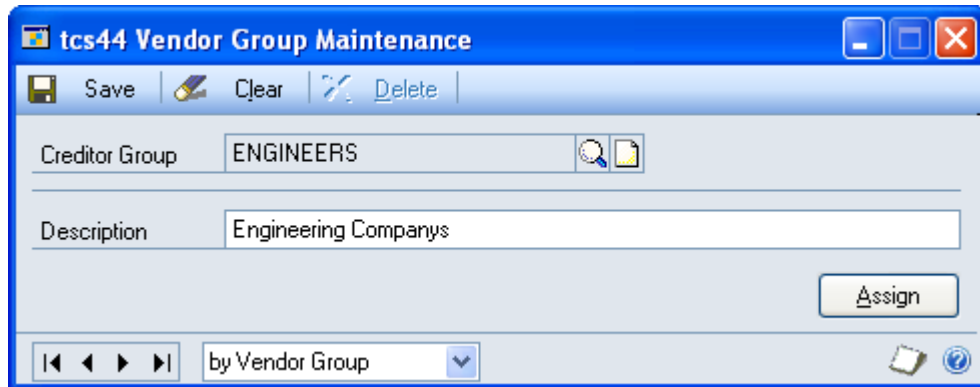 tcs44 Vendor Group Maintenance
Save Clear Delete
Creditor Group ENGINEERS
Description Engineering Companys
Assign
by Vendor Group